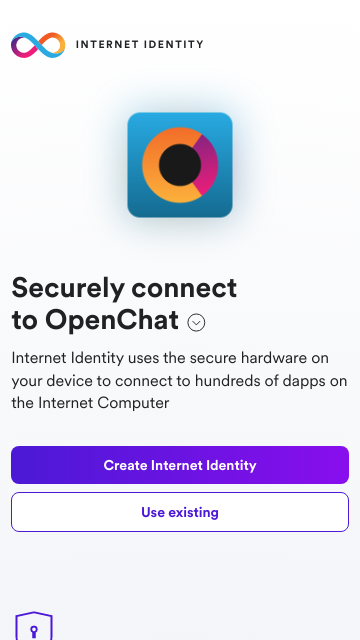 INTERNET IDENTITY
Securely connect
to OpenChat
Internet Identity uses the secure hardware on
your device to connect to hundreds of dapps on
the Internet Computer
Create Internet Identity
Use existing